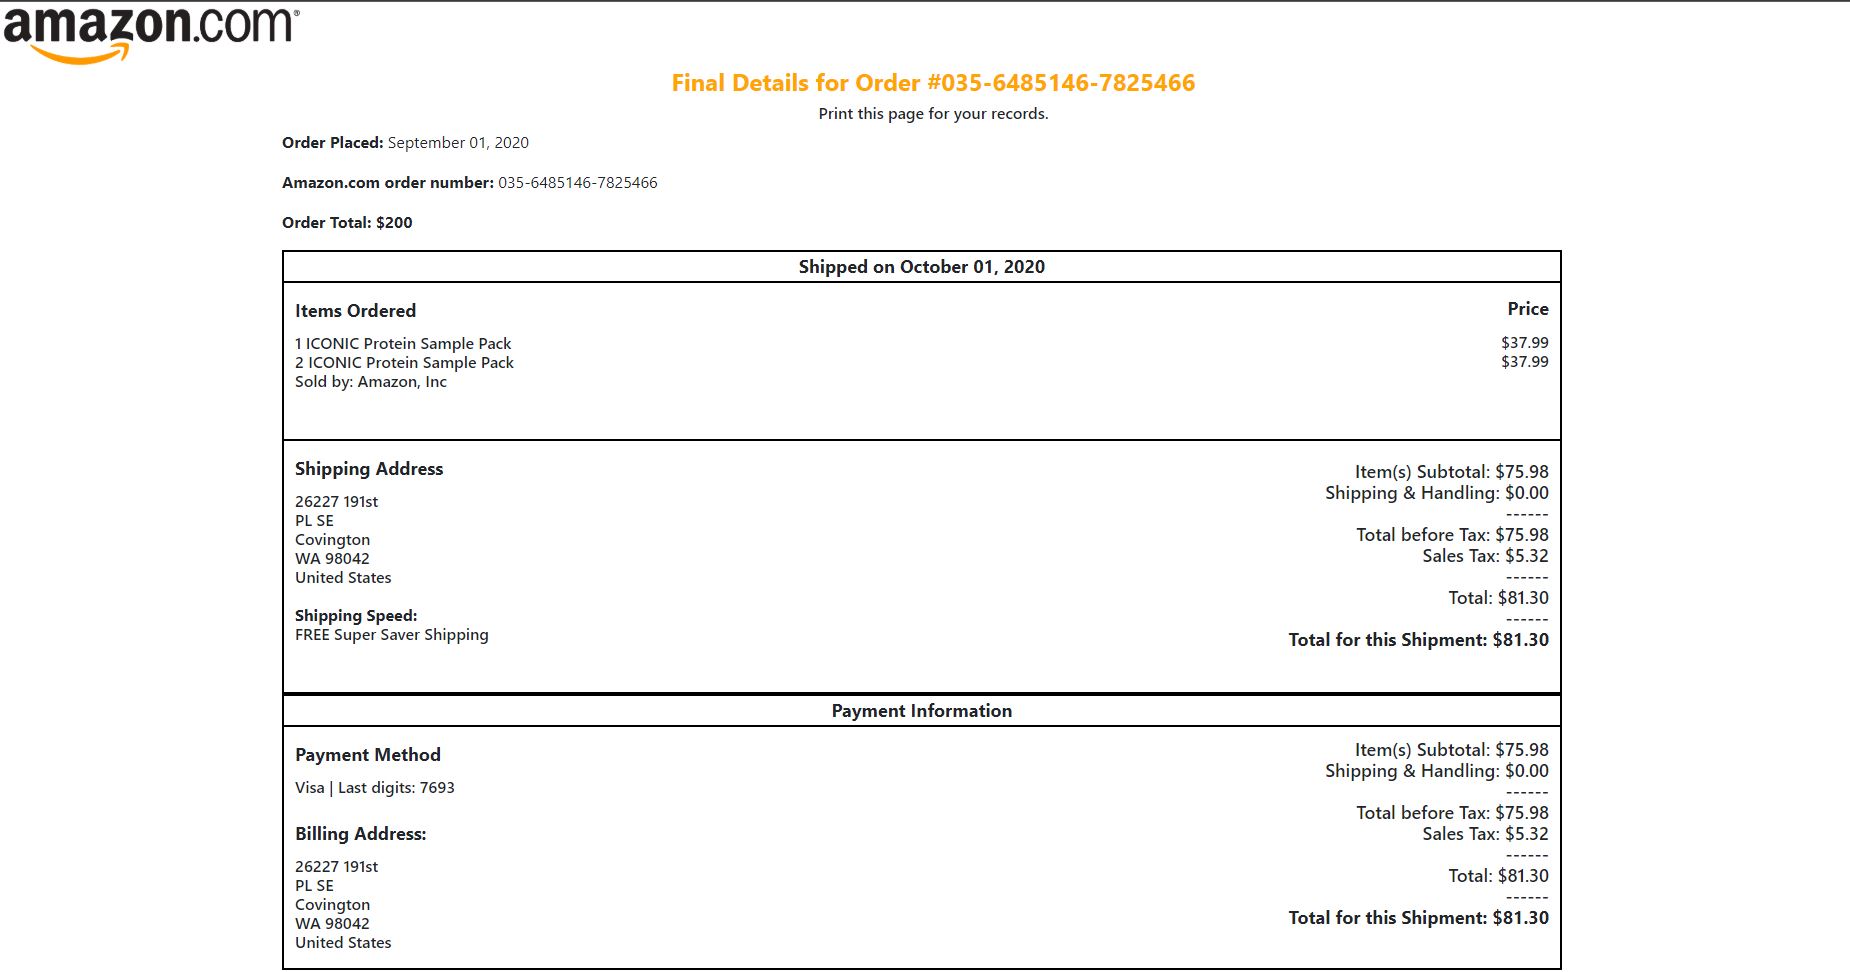 amazon.com®
Final Details for Order #035-6485146-7825466
Print this page for your records.
Order Placed: September 01, 2020
Amazon.com order number: 035-6485146-7825466
Order Total: $200
Shipped on October 01, 2020
Items Ordered Price
1 ICONIC Protein Sample Pack $37.99
2 ICONIC Protein Sample Pack $37.99
Sold by: Amazon, Inc
Shipping Address
26227 191st
PL SE
Covington
WA 98042
United States
Shipping Speed:
FREE Super Saver Shipping
Item(s) Subtotal: $75.98
Shipping & Handling: $0.00
------
Total before Tax: $75.98
Sales Tax: $5.32
------
Total: $81.30
------
Total for this Shipment: $81.30
Payment Information
Payment Method
Visa | Last digits: 7693
Billing Address:
26227 191st
PL SE
Covington
WA 98042
United States
Item(s) Subtotal: $75.98
Shipping & Handling: $0.00
------
Total before Tax: $75.98
Sales Tax: $5.32
------
Total: $81.30
------
Total for this Shipment: $81.30